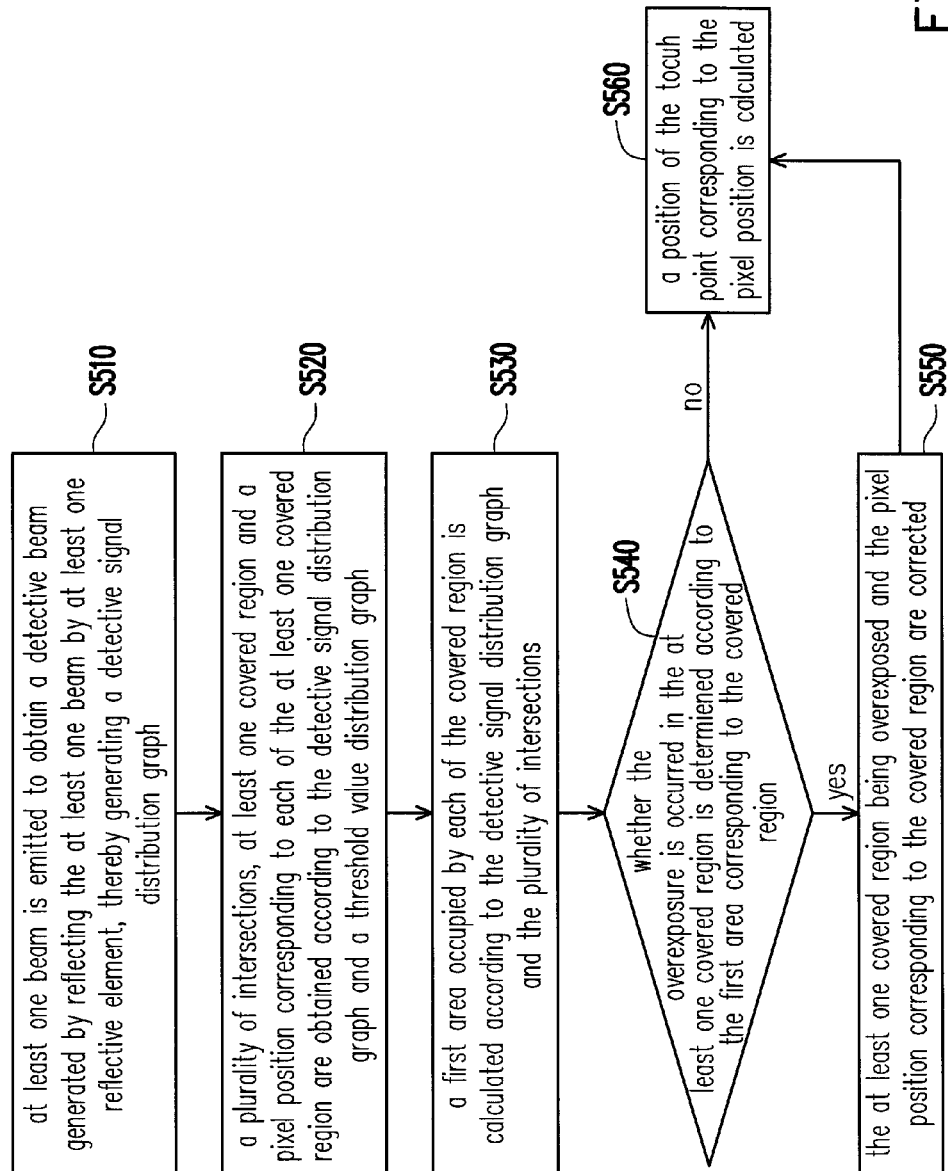 S510
at least one beam is emitted to obtain a detective beam
generated by reflecting the at least one beam by at least one
reflective element, thereby generating a detective signal
distribution graph
S520
a plurality of intersections, at least one covered region and a
pixel position corresponding to each of the at least one covered
region are obtained according to the detective signal distribution
graph and a threshold value distribution graph
S530
a first area occupied by each of the covered region is
calculated according to the detective signal distribution graph
and the plurality of intersections
S540
whether the
overexposure is occurred in the at
least one covered region is determiened according to
the first area corresponding to the covered
region
no
yes
S550
the at least one covered region being overexposed and the pixel
position corresponding to the covered region are corrected
S560
a position of the tocuh
point corresponding to the
pixel position is calculated